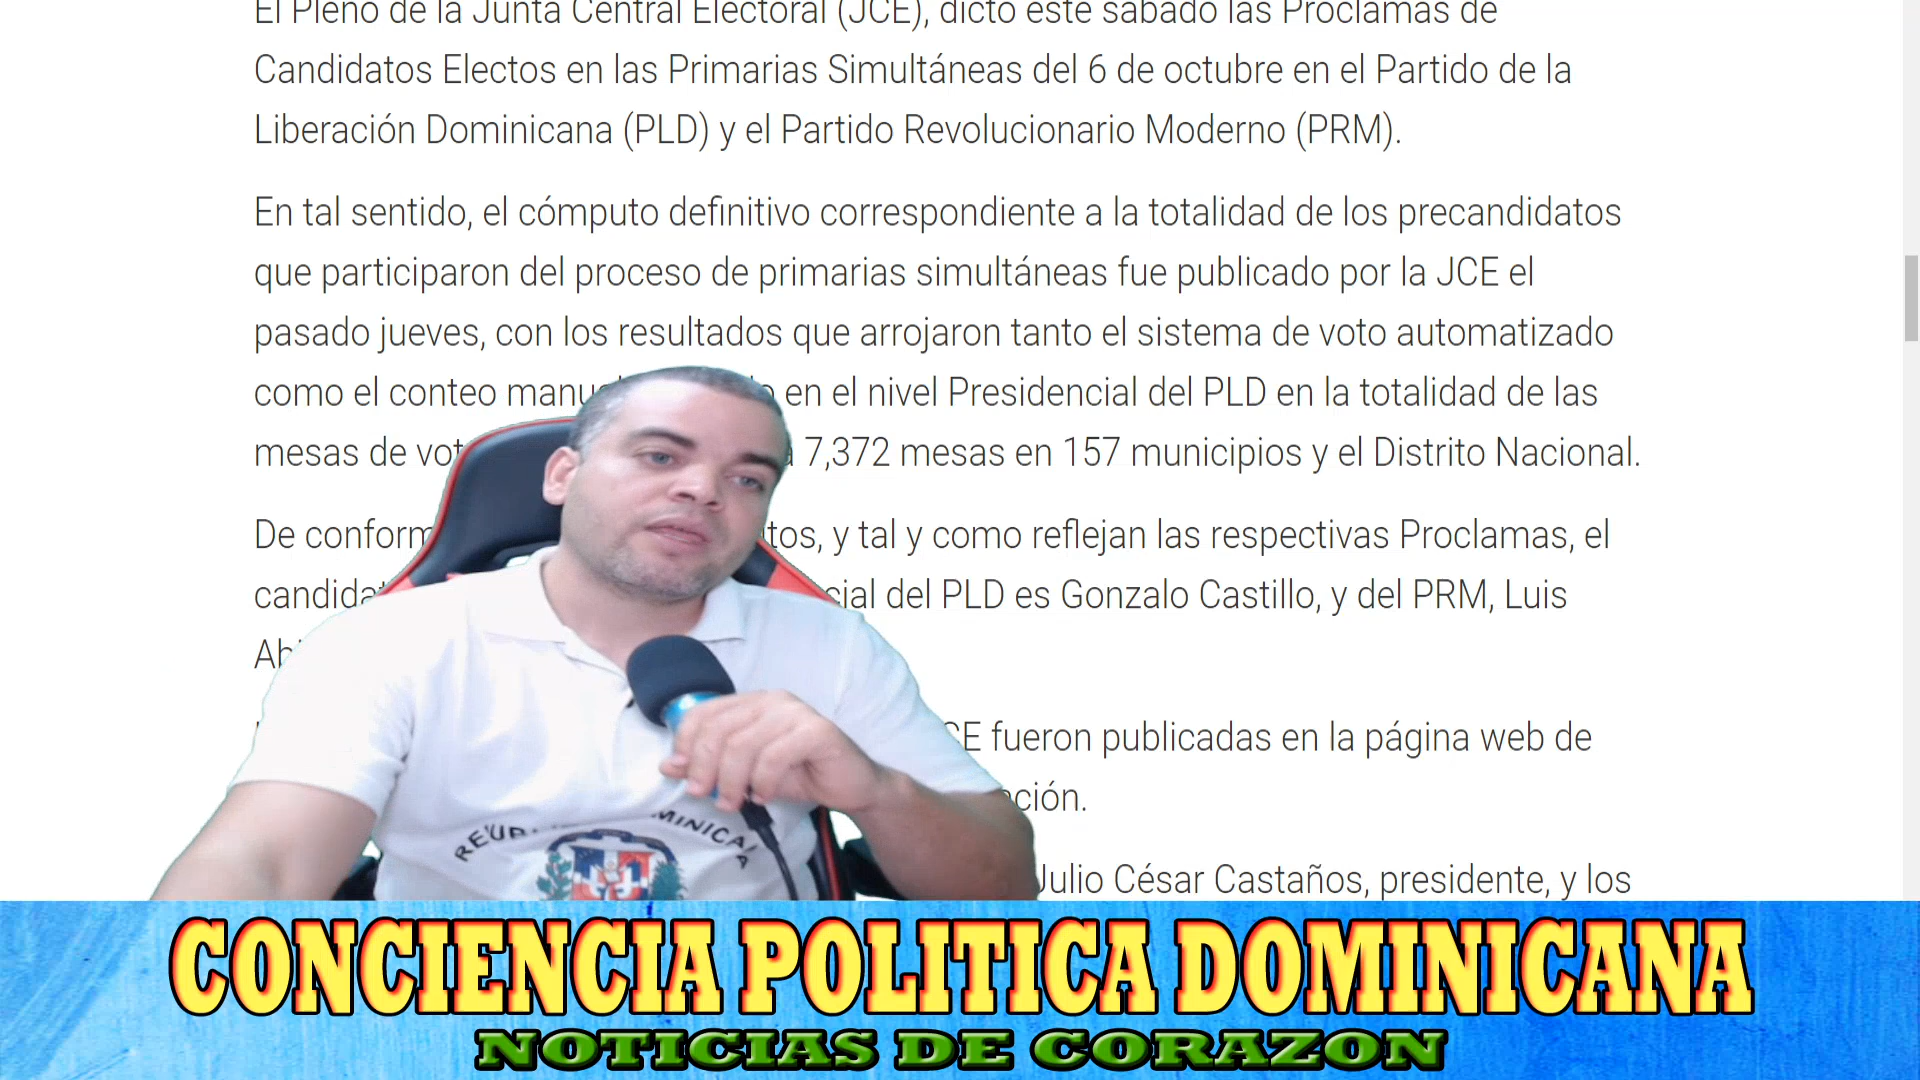 El Pleno de la Junta Central Electoral (JCE), dictó este sábado las Proclamas de
Candidatos Electos en las Primarias Simultáneas del 6 de octubre en el Partido de la
Liberación Dominicana (PLD) y el Partido Revolucionario Moderno (PRM).
En tal sentido, el cómputo definitivo correspondiente a la totalidad de los precandidatos
que participaron del proceso de primarias simultáneas fue publicado por la JCE el
pasado jueves, con los resultados que arrojaron tanto el sistema de voto automatizado
como el conteo en el nivel Presidencial del PLD en la totalidad de las
mesas de 7,372 mesas en 157 municipios y el Distrito Nacional.
De y tal y como reflejan las respectivas Proclamas, el
del PLD es Gonzalo Castillo, y del PRM, Luis
fueron publicadas en la página web de
Julio César Castaños, presidente, y los
CONCIENCIA POLITICA DOMINICANA
NOTICIAS DE CORAZON